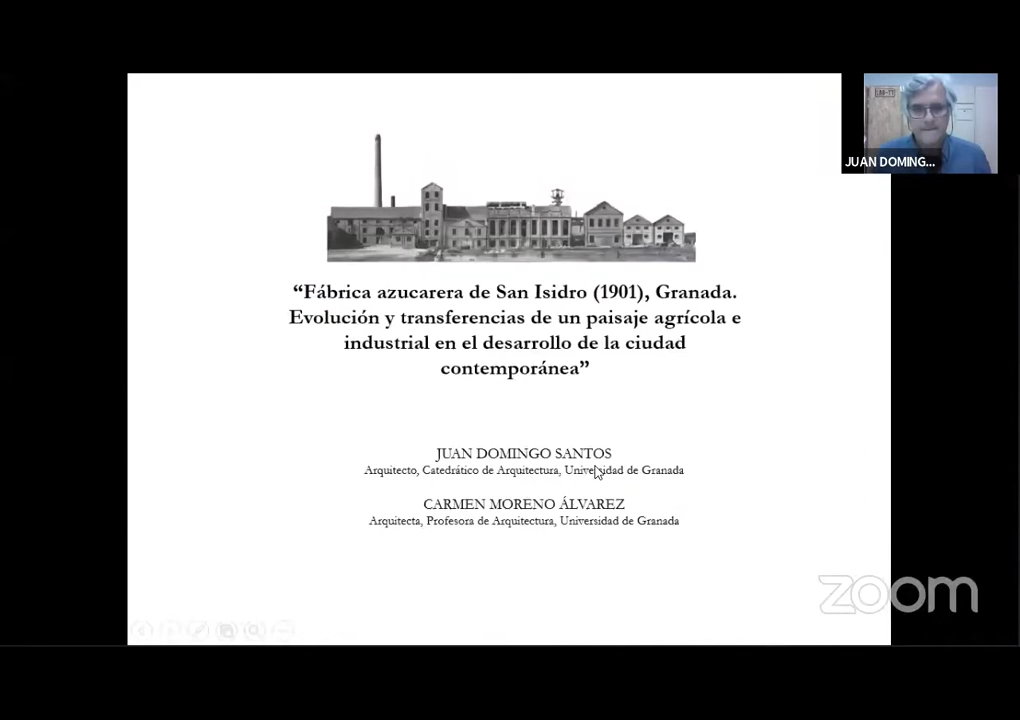 JUAN DOMING...
“Fábrica azucarera de San Isidro (1901), Granada.
Evolución y transferencias de un paisaje agrícola e
industrial en el desarrollo de la ciudad
contemporánea”
JUAN DOMINGO SANTOS
Arquitecto, Catedrático de Arquitectura, Universidad de Granada
CARMEN MORENO ÁLVAREZ
Arquitecta, Profesora de Arquitectura, Universidad de Granada
zoom